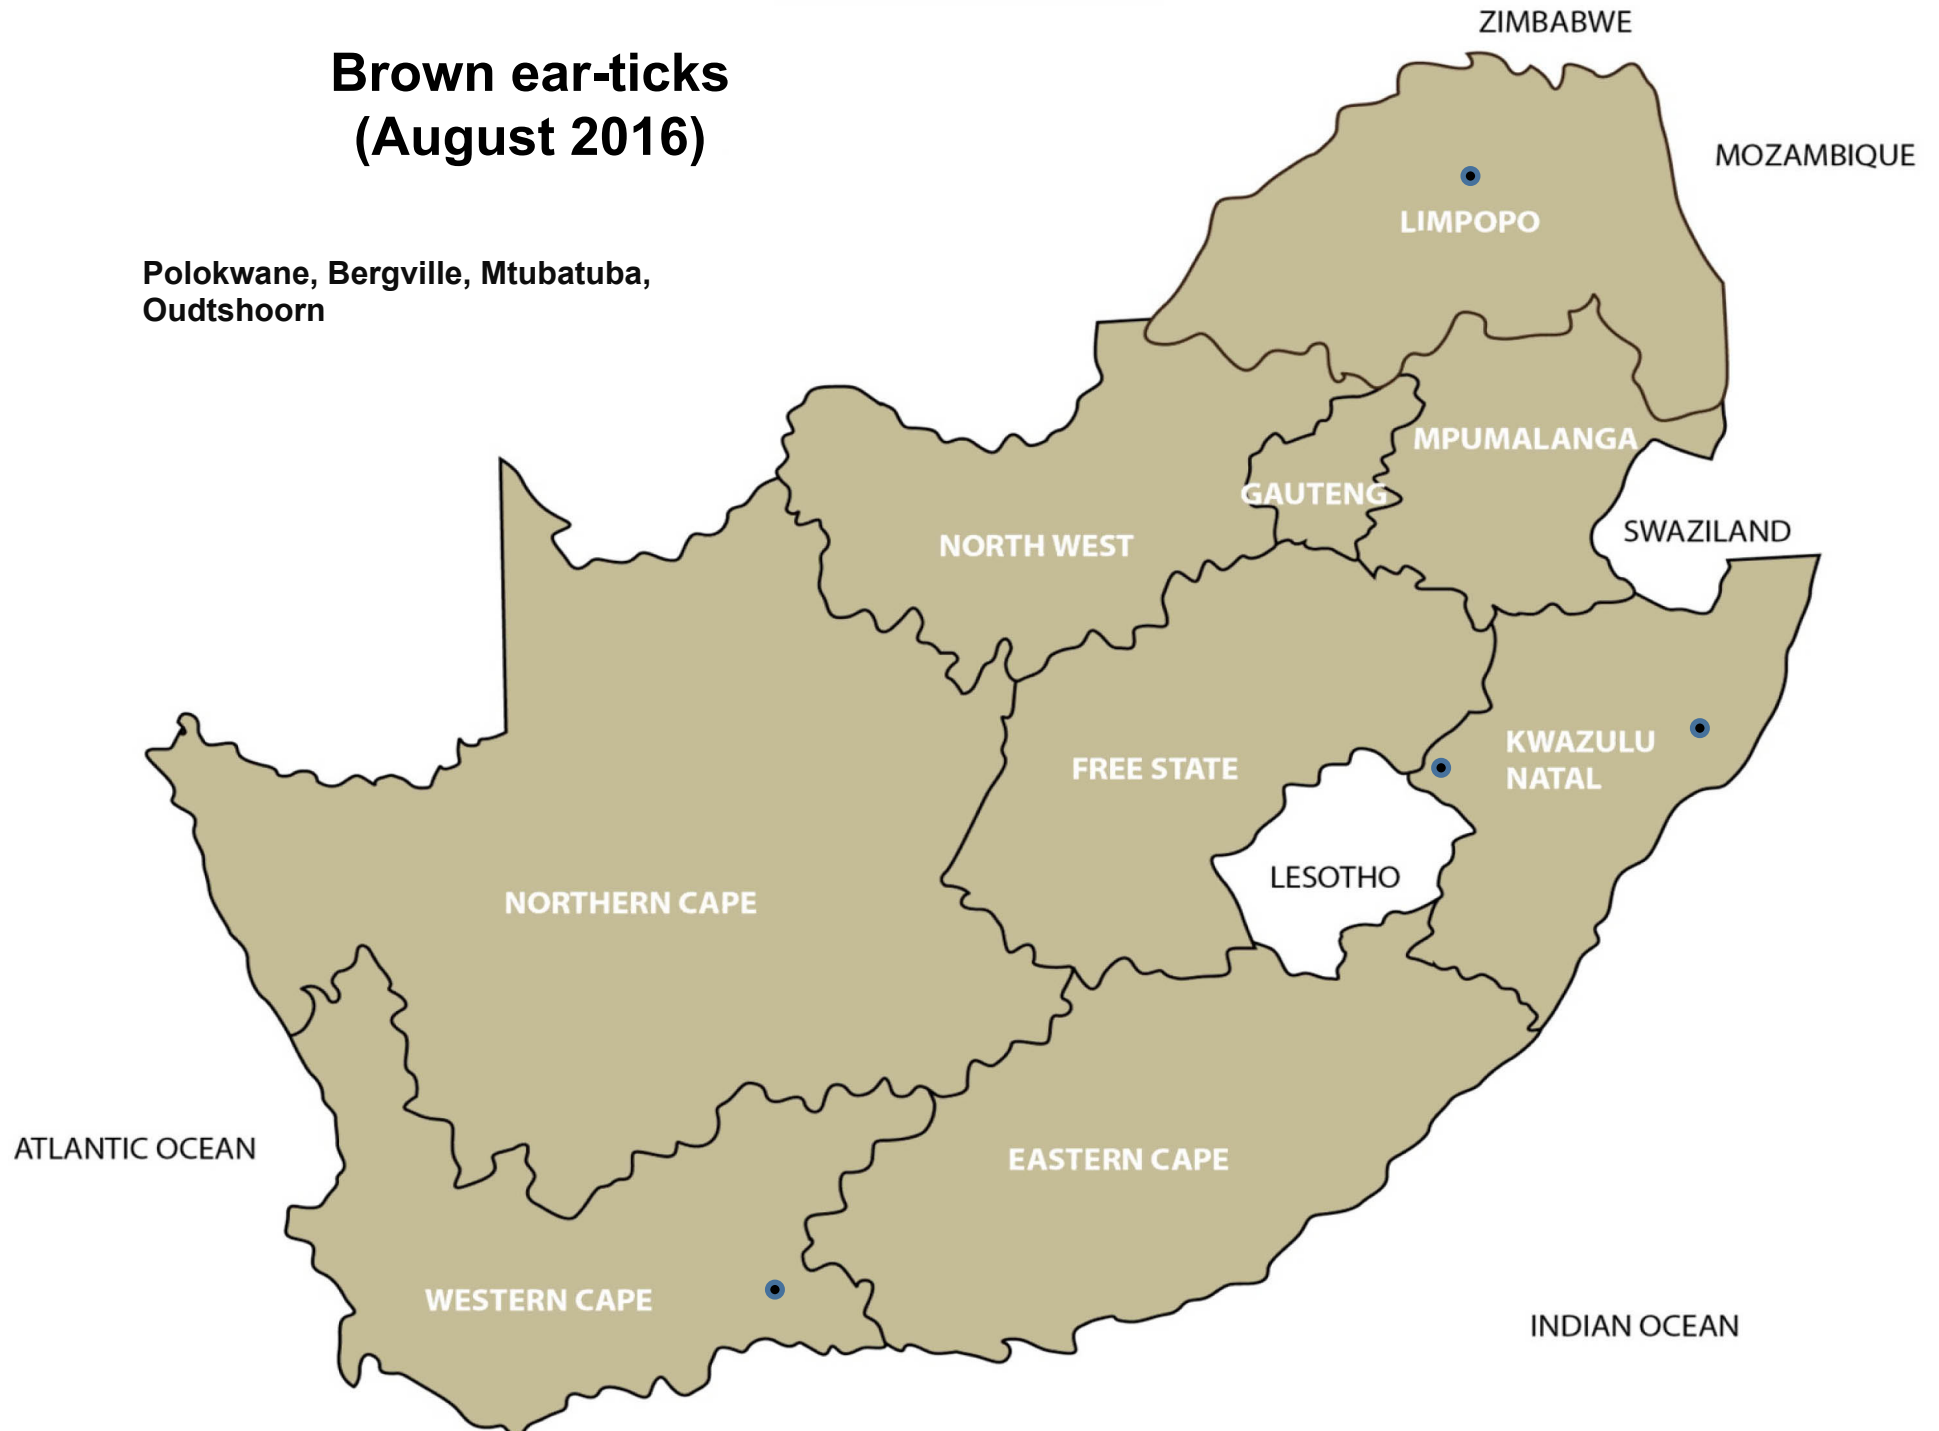 ZIMBABWE
Brown ear-ticks
(August 2016)
MOZAMBIQUE
LIMPOPO
Polokwane, Bergville, Mtubatuba,
Oudtshoorn
MPUMALANGA
GAUTENG
SWAZILAND
NORTH WEST
KWAZULU
NATAL
FREE STATE
LESOTHO
NORTHERN CAPE
ATLANTIC OCEAN
EASTERN CAPE
WESTERN CAPE
INDIAN OCEAN